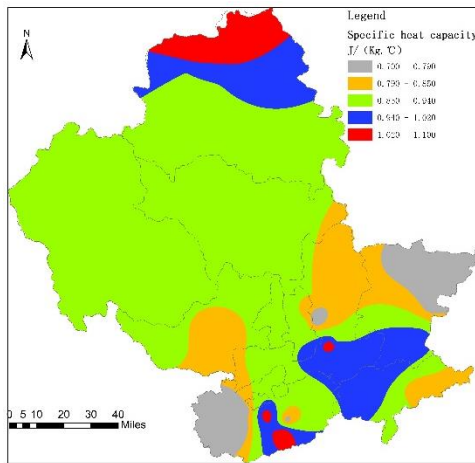 Legend
N
Specific heat capacity
J/(Kg.℃)
0.700 - 0.790
0.790 - 0.850
0.850 - 0.940
0.940 - 1.020
1.020 - 1.100
0 5 10 20 30 40
Miles